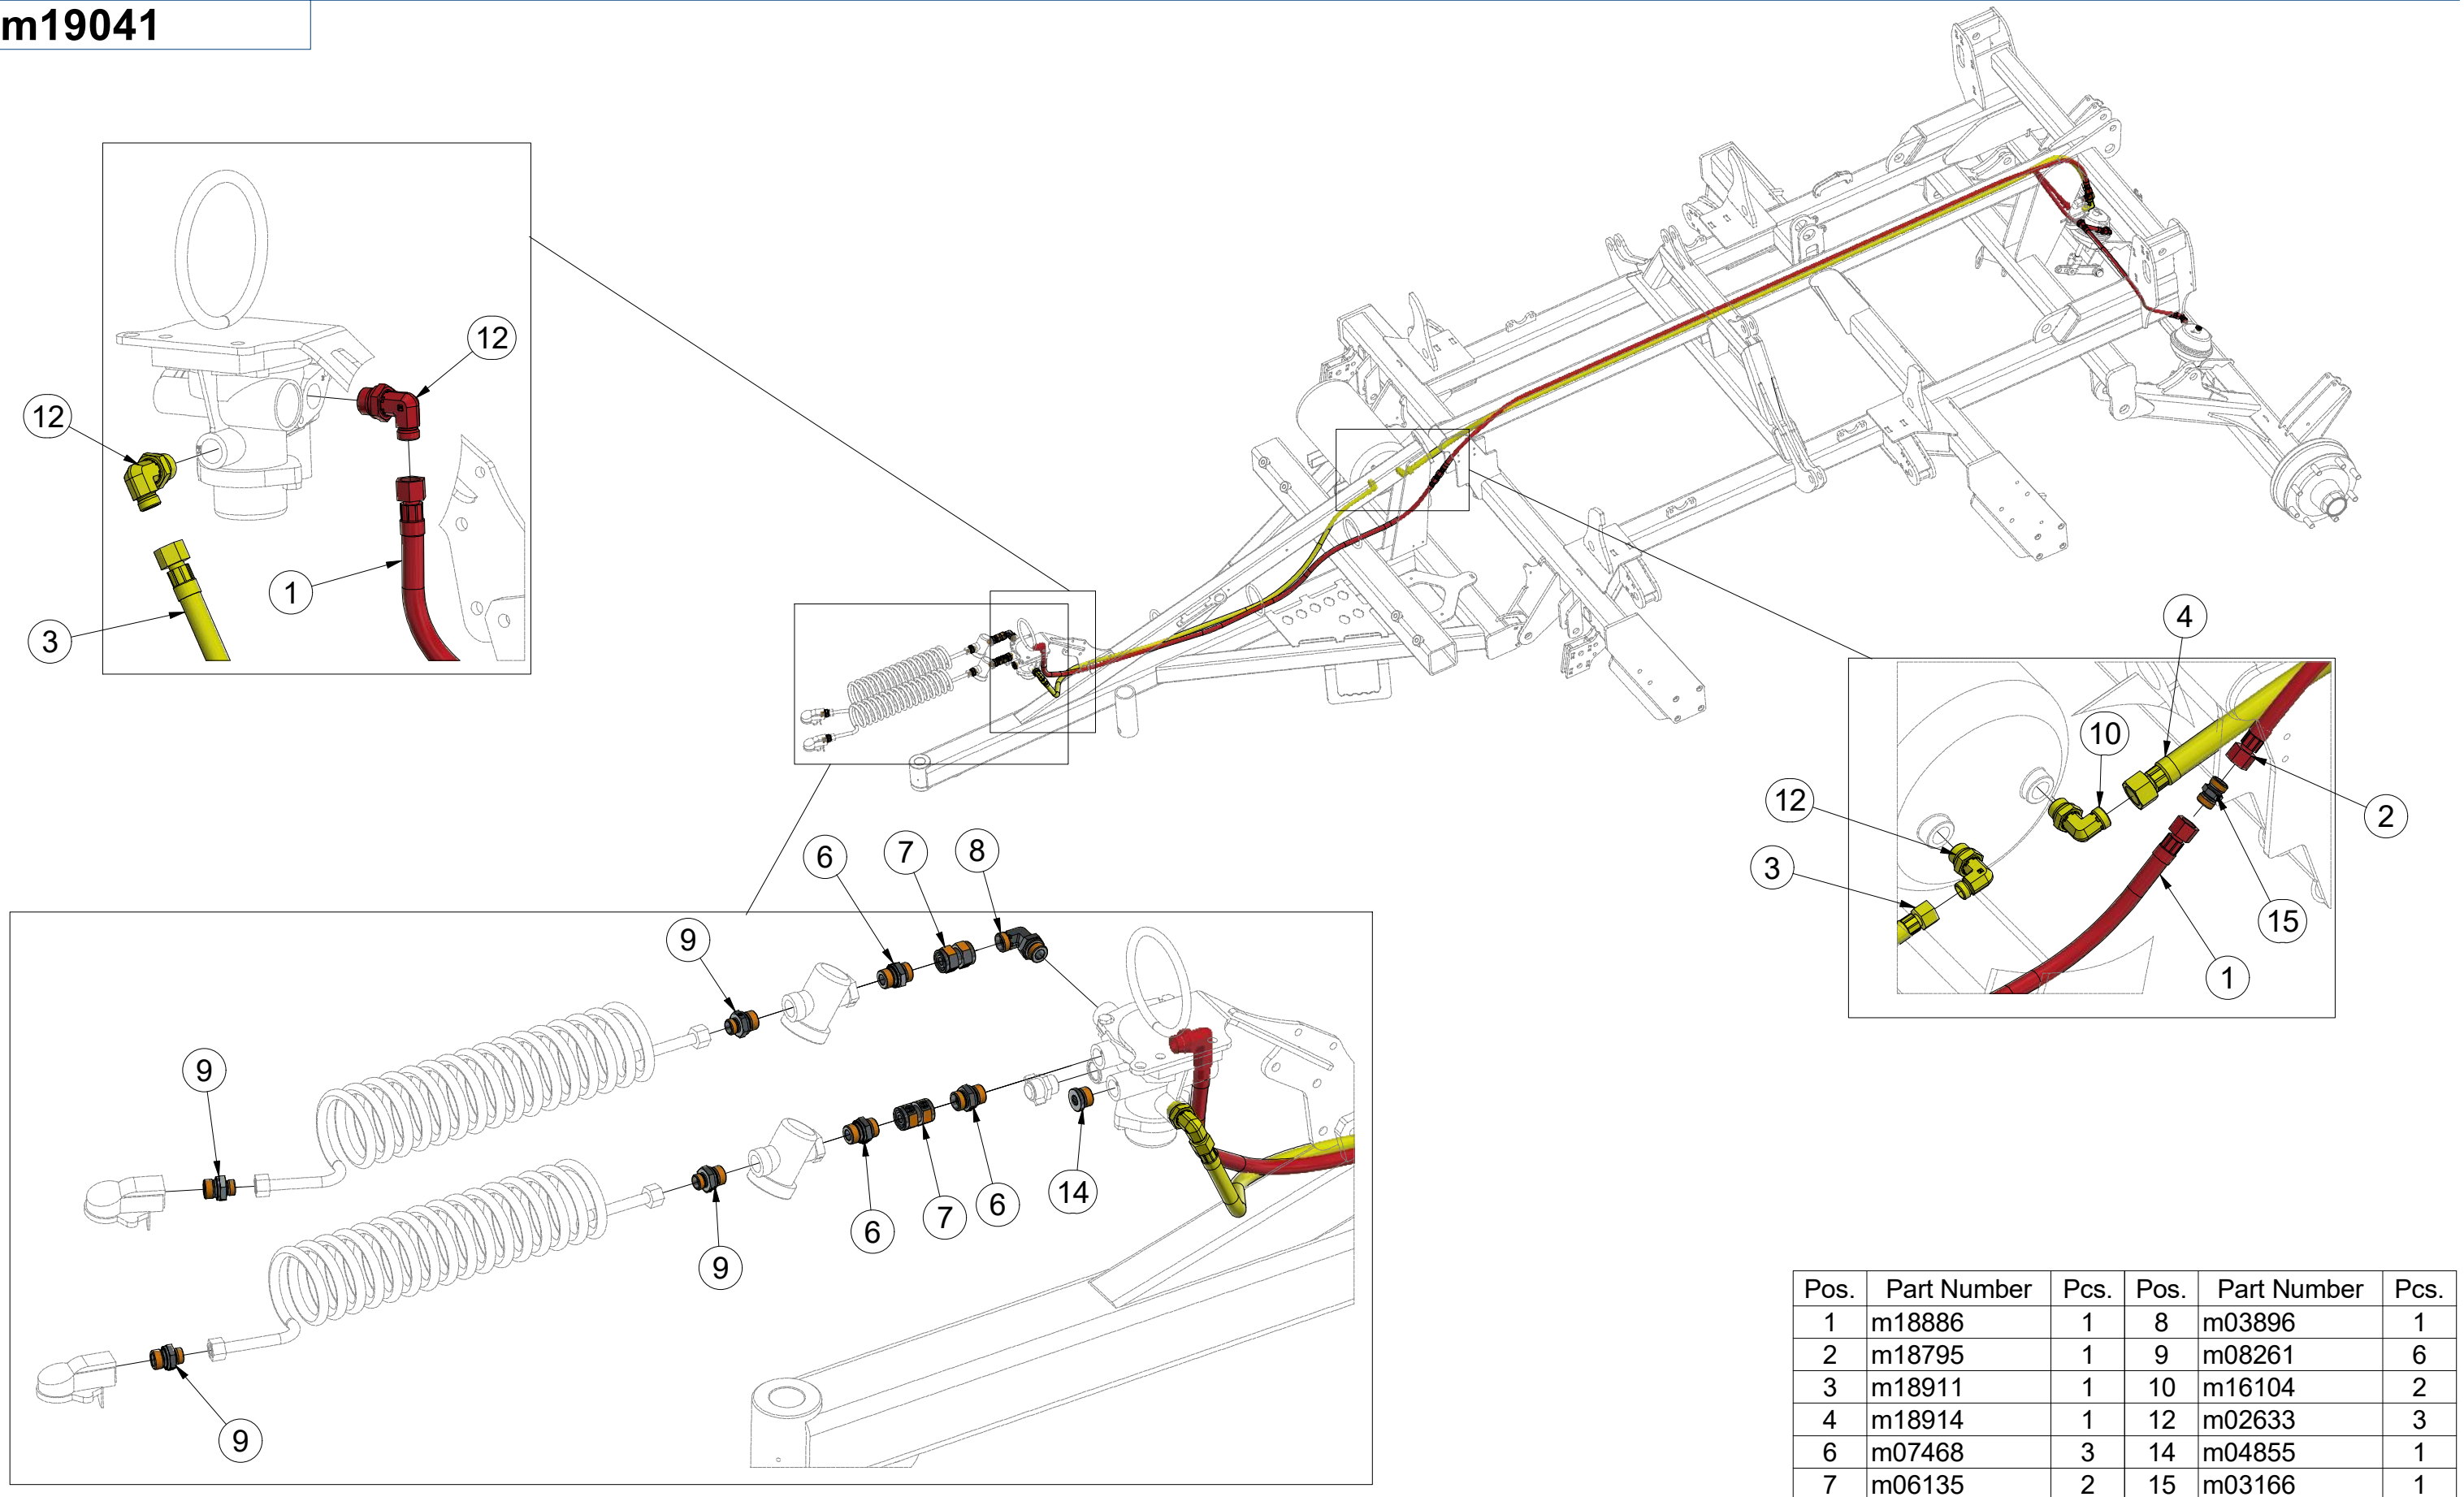 m19041
12
12
1
3
4
10
12
2
3
15
1
6
7
8
9
9
6
7
6
14
9
9
Pos. Part Number Pcs. Pos. Part Number Pcs.
1 m18886 1 8 m03896 1
2 m18795 1 9 m08261 6
3 m18911 1 10 m16104 2
4 m18914 1 12 m02633 3
6 m07468 3 14 m04855 1
7 m06135 2 15 m03166 1